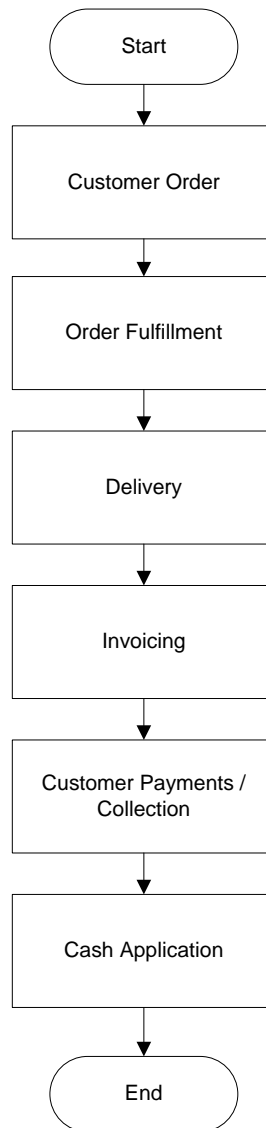 Start
Customer Order
Order Fulfillment
Delivery
Invoicing
Customer Payments /
Collection
Cash Application
End